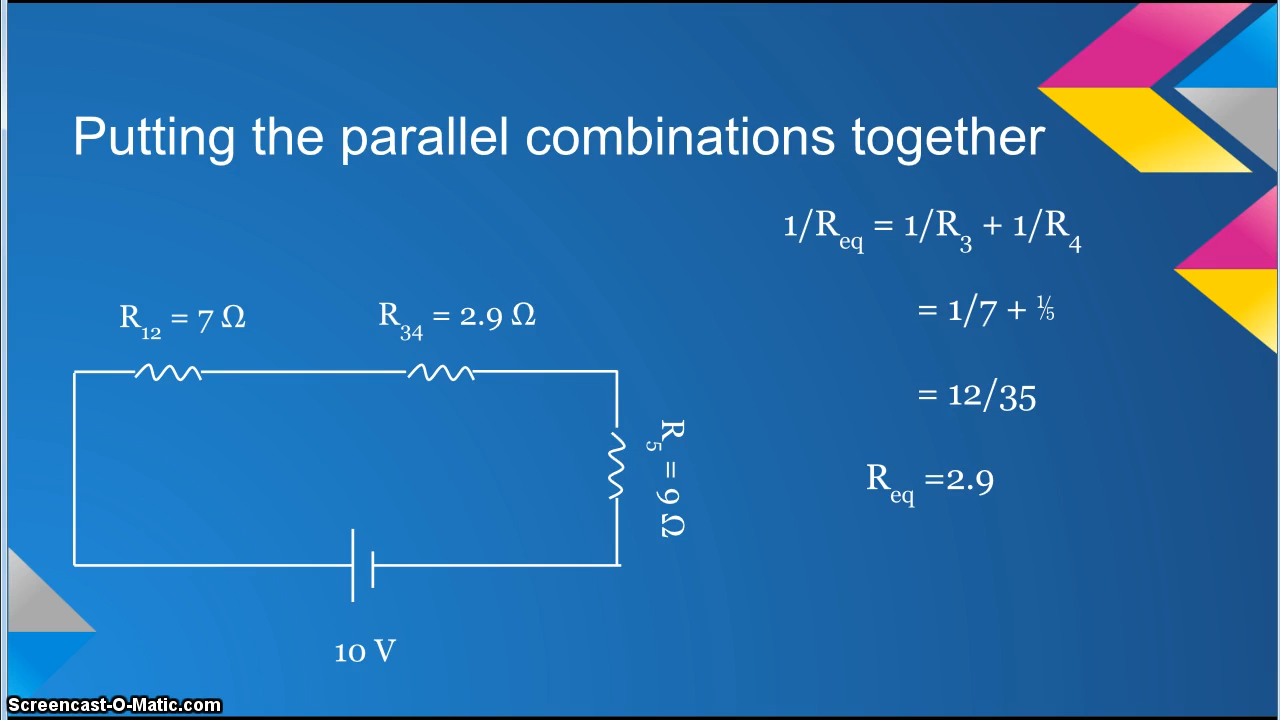 Putting the parallel combinations together
1/Req = 1/R3 + 1/R4
= 1/7 + ⅕
= 12/35
Req =2.9
R12 = 7 Ω
R34 = 2.9 Ω
R5 = 9 Ω
10 V
Screencast-O-Matic.com